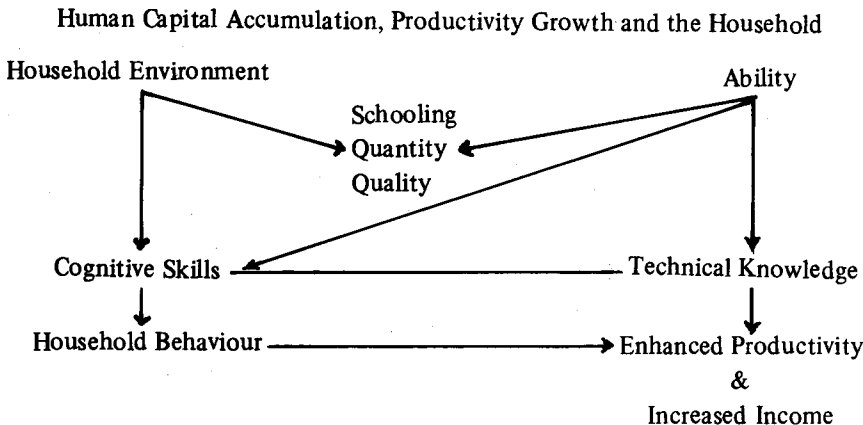 Human Capital Accumulation, Productivity Growth and the Household
Household Environment
Ability
Schooling
Quantity
Quality
Cognitive Skills
Technical Knowledge
Household Behaviour
Enhanced Productivity
&
Increased Income